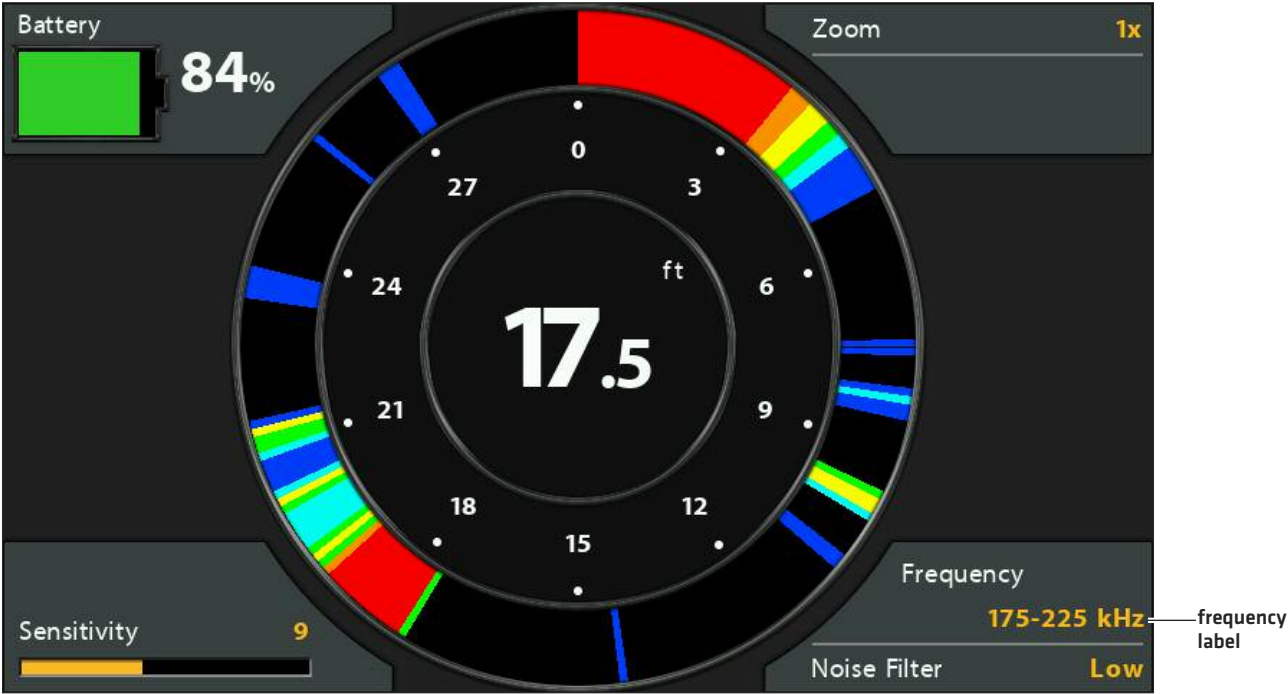 Battery
84%
Zoom 1x
0
3
6
9
12
15
18
21
24
27
ft
17.5
Sensitivity 9
Frequency
175-225 kHz
Noise Filter Low
frequency
label